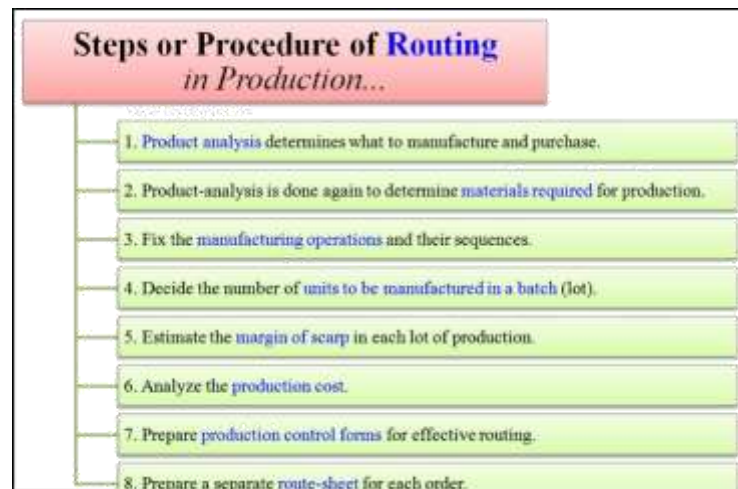 Steps or Procedure of Routing
in Production...
1. Product analysis determines what to manufacture and purchase.
2. Product-analysis is done again to determine materials required for production.
3. Fix the manufacturing operations and their sequences.
4. Decide the number of units to be manufactured in a batch (lot).
5. Estimate the margin of scarp in each lot of production.
6. Analyze the production cost.
7. Prepare production control forms for effective routing.
8. Prepare a separate route-sheet for each order.